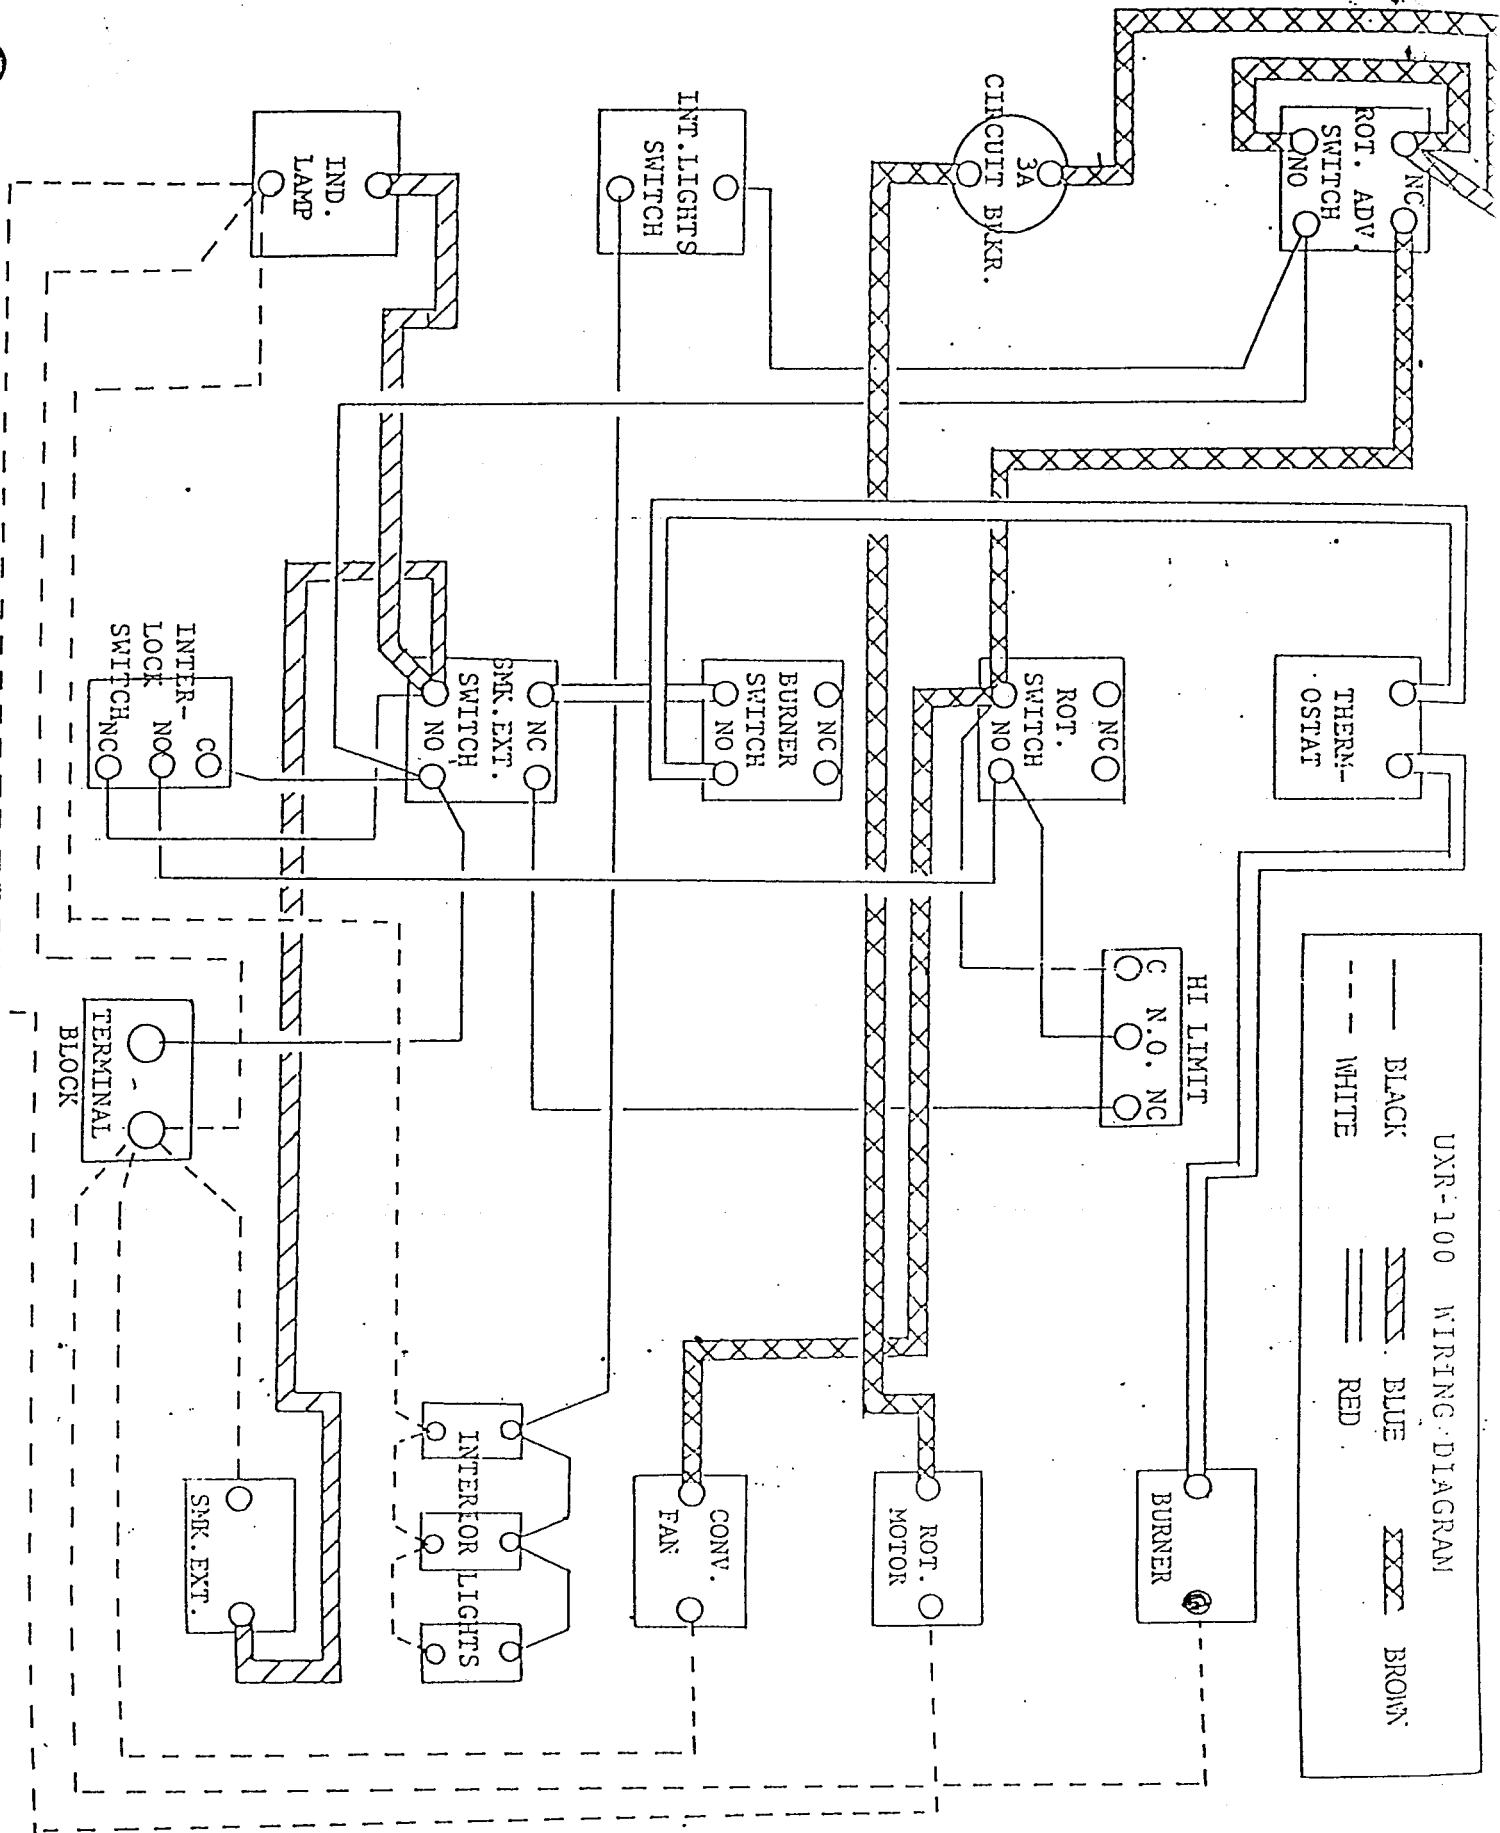 UXR-100 WIRING DIAGRAM
BLACK
BLUE
BROWN
WHITE
RED
ROT. ADV.
SWITCH
NC
NO
THERM-
OSTAT
BURNER
HI LIMIT
C N.O. NC
CIRCUIT BRKR.
3A
ROT.
SWITCH
NC
NO
ROT.
MOTOR
INT.LIGHTS
SWITCH
BURNER
SWITCH
NC
NO
CONV.
FAN
IND.
LAMP
SMK.EXT.
SWITCH
NC
NO
INTERIOR LIGHTS
INTER-
LOCK
SWITCH
C
NO
NC
TERMINAL
BLOCK
SMK.EXT.